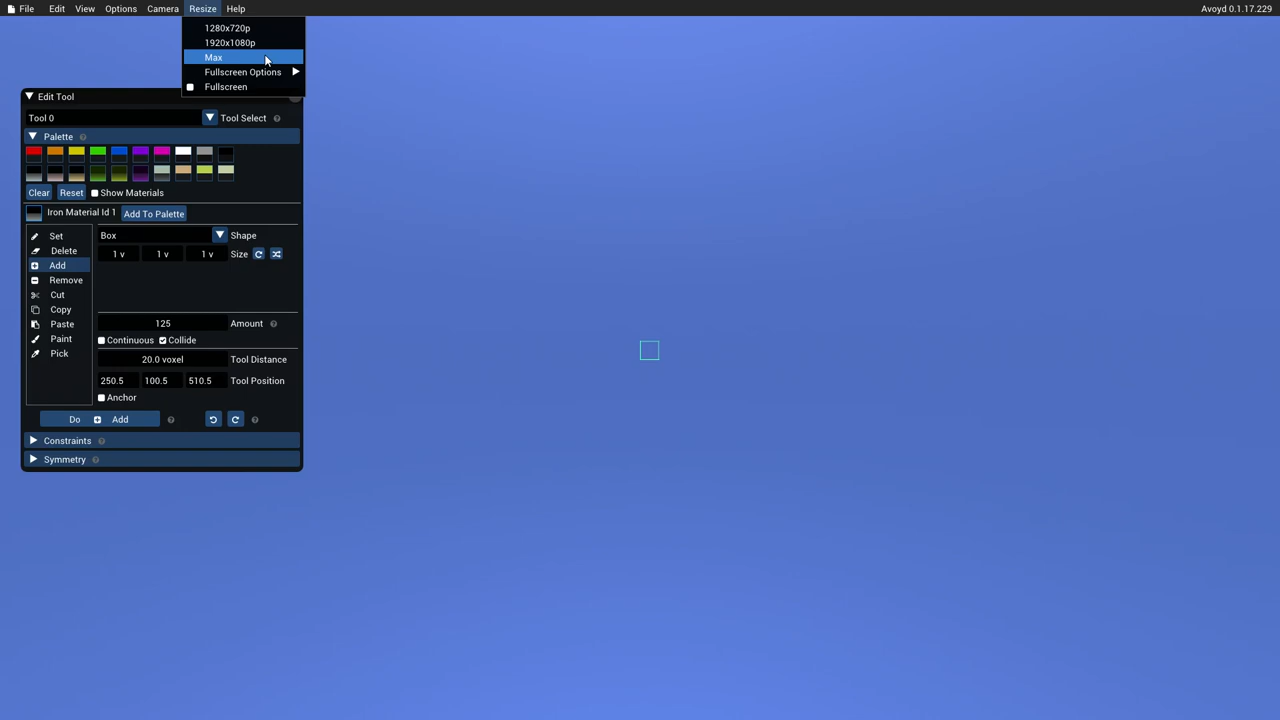 File Edit View Options Camera Resize Help Avoyd 0.1.17.229
1280x720p
1920x1080p
Max
Fullscreen Options
Fullscreen
Edit Tool
Tool 0 Tool Select ?
Palette ?
Clear Reset Show Materials
Iron Material Id 1 Add To Palette
Set
Delete
Add
Remove
Cut
Copy
Paste
Paint
Pick
Box Shape
1 v 1 v 1 v Size
125 Amount ?
Continuous Collide
20.0 voxel Tool Distance
250.5 100.5 510.5 Tool Position
Anchor
Do Add ? ?
Constraints ?
Symmetry ?